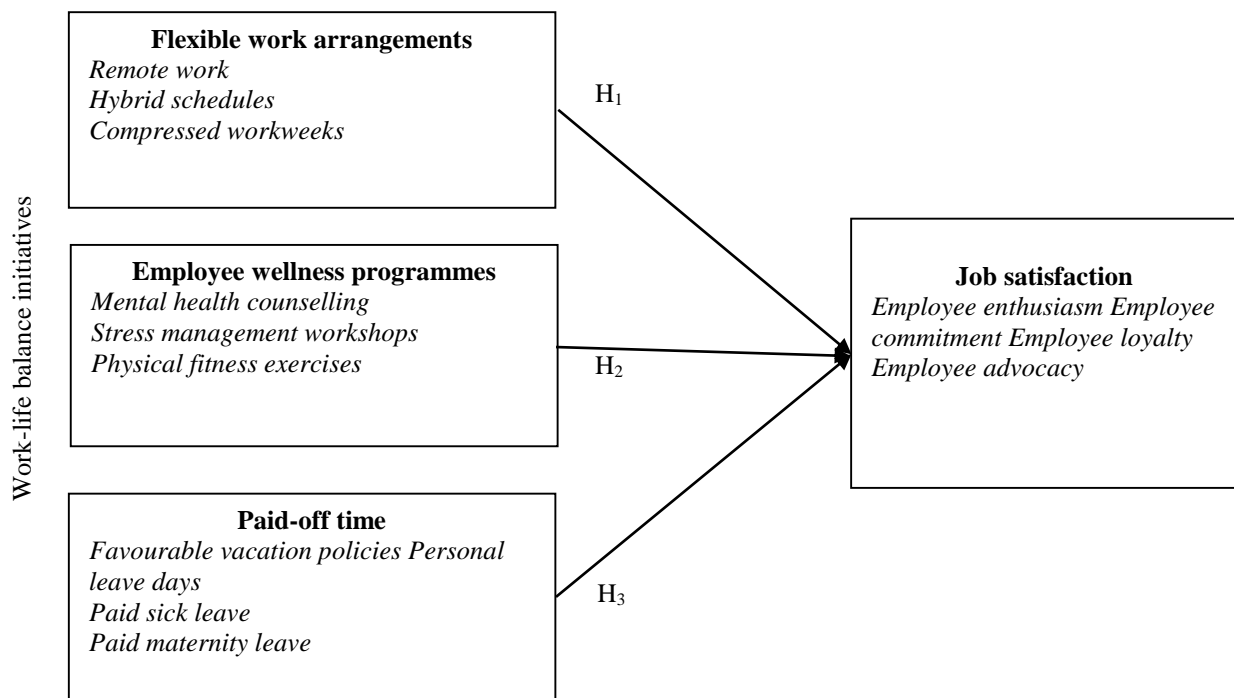 Work-life balance initiatives
Flexible work arrangements
Remote work
Hybrid schedules
Compressed workweeks
H₁
Employee wellness programmes
Mental health counselling
Stress management workshops
Physical fitness exercises
H₂
Paid-off time
Favourable vacation policies Personal
leave days
Paid sick leave
Paid maternity leave
H₃
Job satisfaction
Employee enthusiasm Employee
commitment Employee loyalty
Employee advocacy